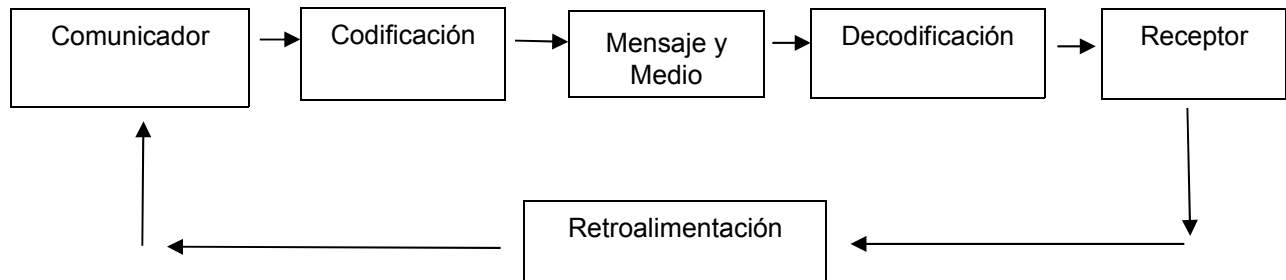 Comunicador
Codificación
Mensaje y
Medio
Decodificación
Receptor
Retroalimentación